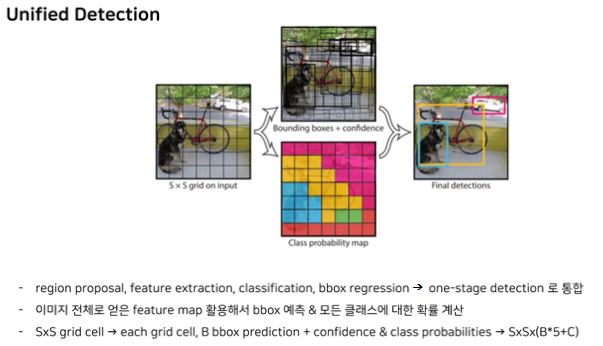 Unified Detection
Bounding boxes + confidence
S × S grid on input
Class probability map
Final detections
- region proposal, feature extraction, classification, bbox regression → one-stage detection 로 통합
- 이미지 전체로 얻은 feature map 활용해서 bbox 예측 & 모든 클래스에 대한 확률 계산
- SxS grid cell → each grid cell, B bbox prediction + confidence & class probabilities → SxSx(B*5+C)